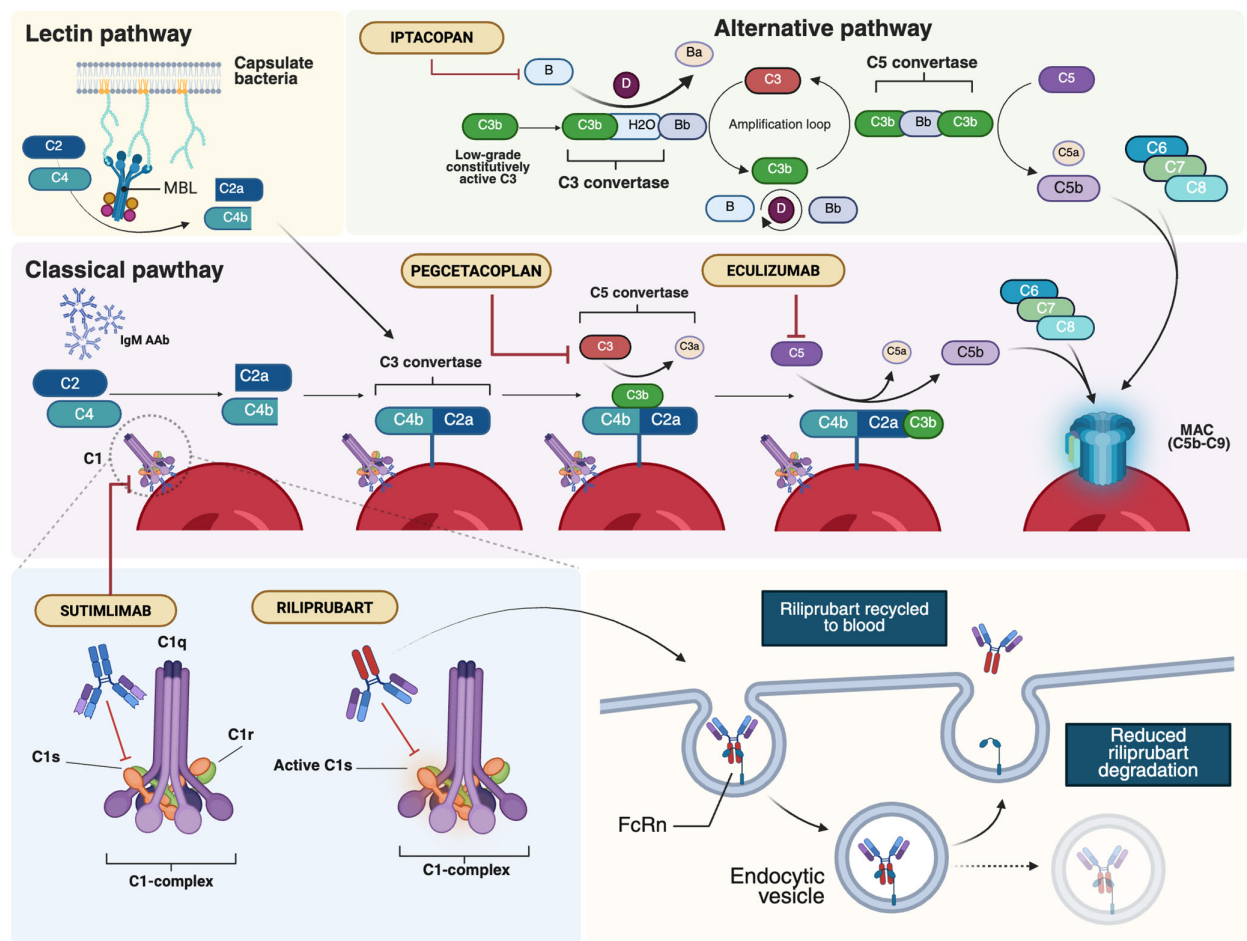 Lectin pathway
Capsulate
bacteria
C2
C4
MBL
C2a
C4b
Alternative pathway
IPTACOPAN
B
D
Ba
C3b
Low-grade
constitutively
active C3
C3b
H2O
Bb
C3 convertase
C3
Amplification loop
C3b
B
D
Bb
C5 convertase
C3b
Bb
C3b
C5
C5a
C5b
C6
C7
C8
Classical pawthay
IgM AAb
C2
C4
C1
C2a
C4b
C3 convertase
C4b
C2a
PEGCETACOPLAN
C5 convertase
C3
C3a
C3b
C4b
C2a
ECULIZUMAB
C5
C5a
C5b
C4b
C2a
C3b
C6
C7
C8
MAC
(C5b-C9)
SUTIMLIMAB
C1q
C1s
C1r
C1-complex
RILIPRUBART
Active C1s
C1-complex
Riliprubart recycled
to blood
Reduced
riliprubart
degradation
FcRn
Endocytic
vesicle